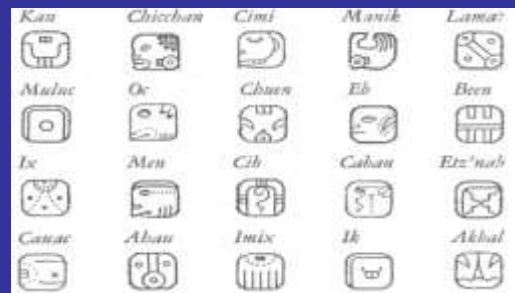 Kan Chicchan Cimi Manik Lamat
Muluc Oc Chuen Eb Been
Ix Men Cib Caban Etz'nab
Cauac Ahau Imix Ik Akbal